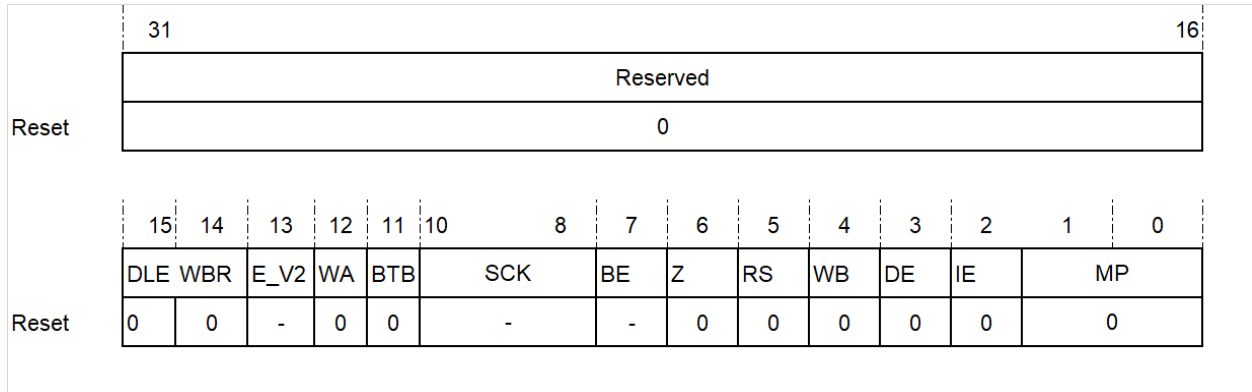 31 16
Reserved
Reset 0
15 14 13 12 11 10 8 7 6 5 4 3 2 1 0
DLE WBR E_V2 WA BTB SCK BE Z RS WB DE IE MP
Reset 0 0 - 0 0 - - 0 0 0 0 0 0